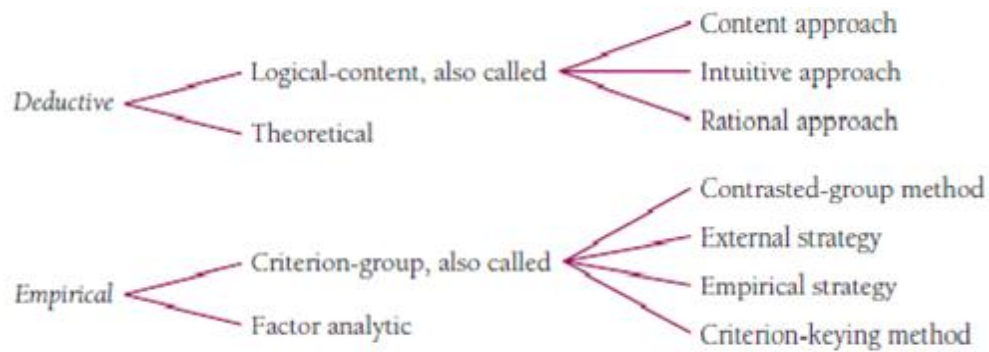 Content approach
Logical-content, also called
Intuitive approach
Deductive
Rational approach
Theoretical
Contrasted-group method
External strategy
Criterion-group, also called
Empirical strategy
Empirical
Factor analytic
Criterion-keying method